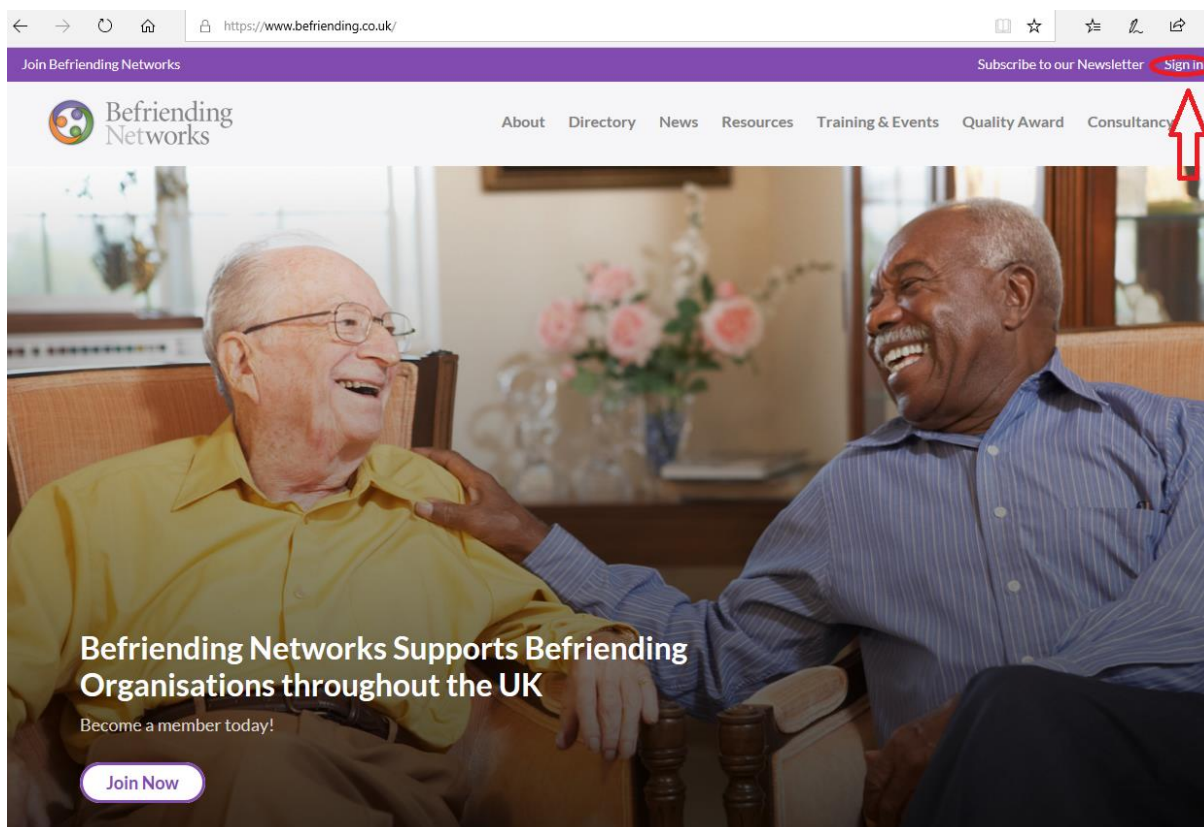 https://www.befriending.co.uk/
Join Befriending Networks
Subscribe to our Newsletter
Sign in
Befriending
Networks
About
Directory
News
Resources
Training & Events
Quality Award
Consultancy
Befriending Networks Supports Befriending
Organisations throughout the UK
Become a member today!
Join Now